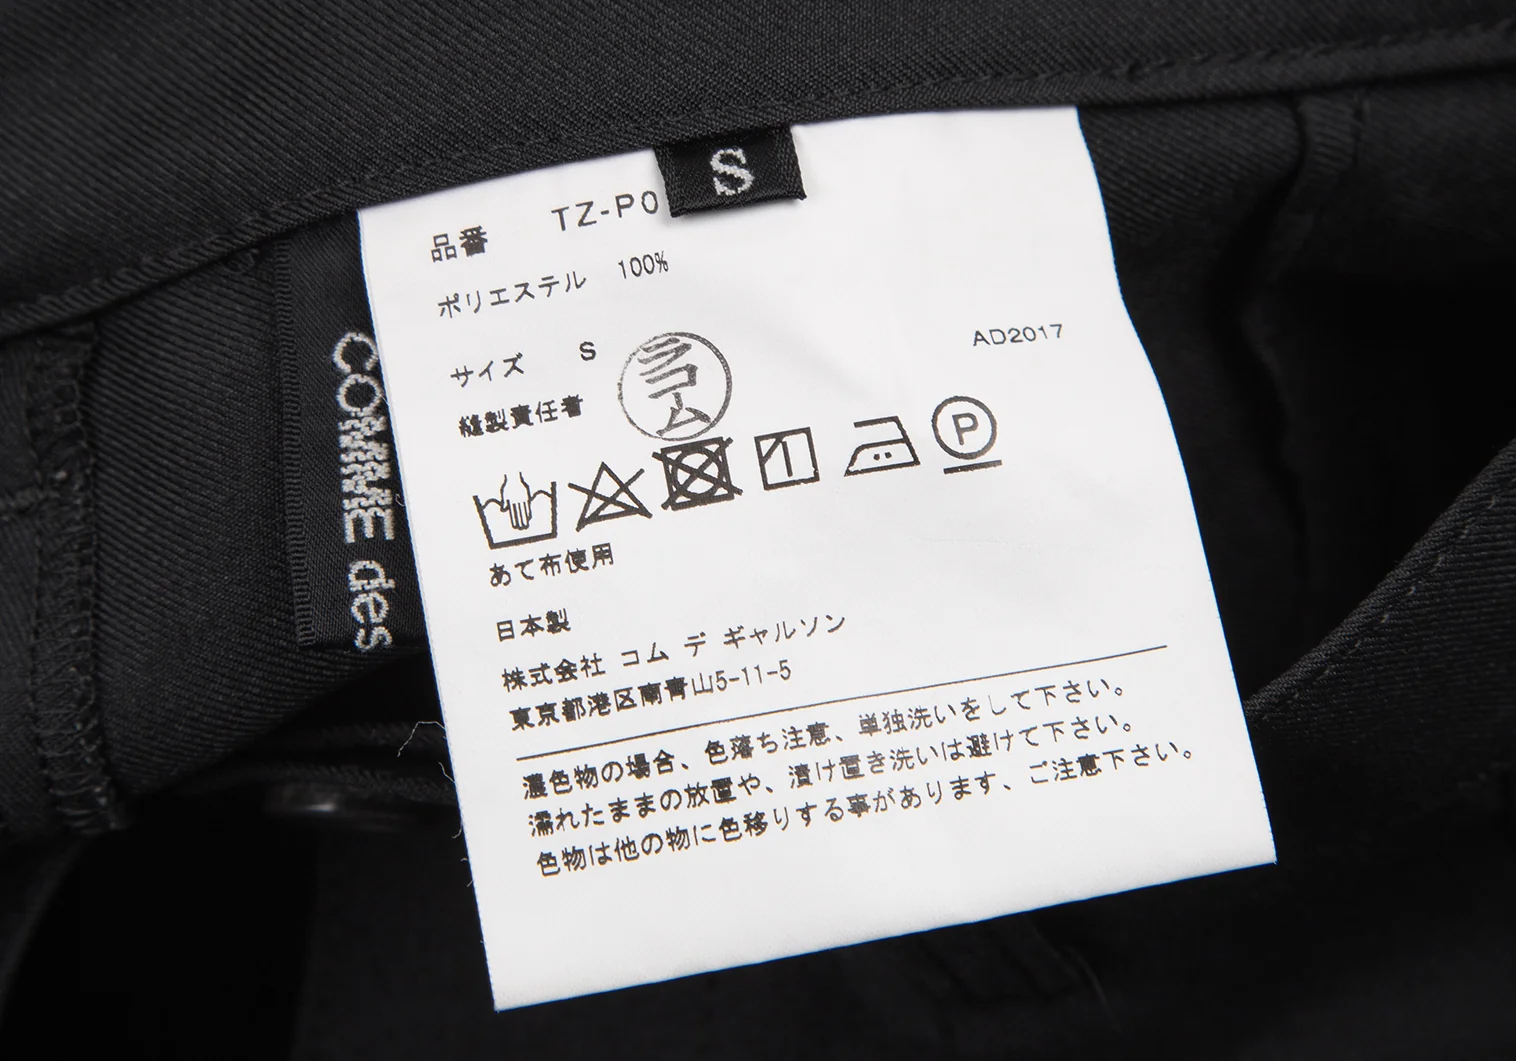 S
品番 TZ-P0
ポリエステル 100%
サイズ S
AD2017
縫製責任者
コム
P
あて布使用
日本製
株式会社 コム デ ギャルソン
東京都港区南青山5-11-5
濃色物の場合、色落ち注意、単独洗いをして下さい。
濡れたままの放置や、漬け置き洗いは避けて下さい。
色物は他の物に色移りする事があります、ご注意下さい。
COMME des